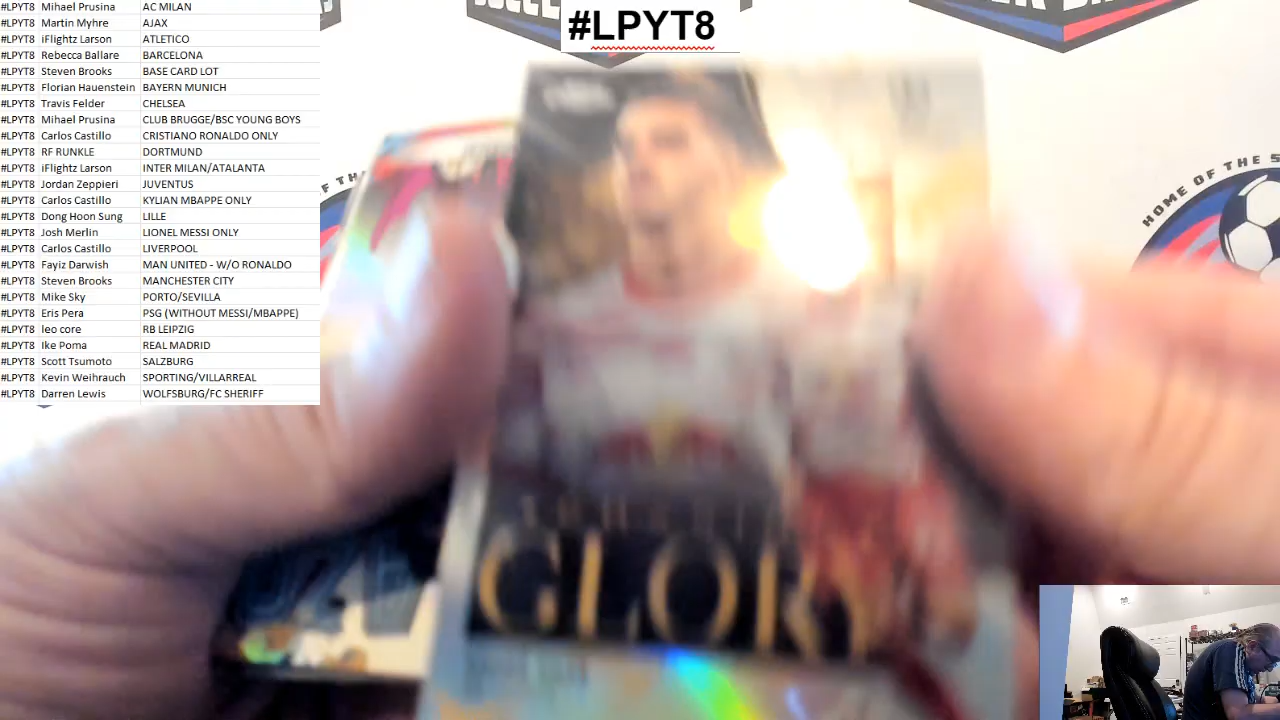 #LPYT8
#LPYT8 Mihael Prusina AC MILAN
#LPYT8 Martin Myhre AJAX
#LPYT8 iFlightz Larson ATLETICO
#LPYT8 Rebecca Ballare BARCELONA
#LPYT8 Steven Brooks BASE CARD LOT
#LPYT8 Florian Hauenstein BAYERN MUNICH
#LPYT8 Travis Felder CHELSEA
#LPYT8 Mihael Prusina CLUB BRUGGE/BSC YOUNG BOYS
#LPYT8 Carlos Castillo CRISTIANO RONALDO ONLY
#LPYT8 RF RUNKLE DORTMUND
#LPYT8 iFlightz Larson INTER MILAN/ATALANTA
#LPYT8 Jordan Zeppieri JUVENTUS
#LPYT8 Carlos Castillo KYLIAN MBAPPE ONLY
#LPYT8 Dong Hoon Sung LILLE
#LPYT8 Josh Merlin LIONEL MESSI ONLY
#LPYT8 Carlos Castillo LIVERPOOL
#LPYT8 Fayiz Darwish MAN UNITED - W/O RONALDO
#LPYT8 Steven Brooks MANCHESTER CITY
#LPYT8 Mike Sky PORTO/SEVILLA
#LPYT8 Eris Pera PSG (WITHOUT MESSI/MBAPPE)
#LPYT8 leo core RB LEIPZIG
#LPYT8 Ike Poma REAL MADRID
#LPYT8 Scott Tsumoto SALZBURG
#LPYT8 Kevin Weihrauch SPORTING/VILLARREAL
#LPYT8 Darren Lewis WOLFSBURG/FC SHERIFF
HOME OF THE S
F TH
GLORY